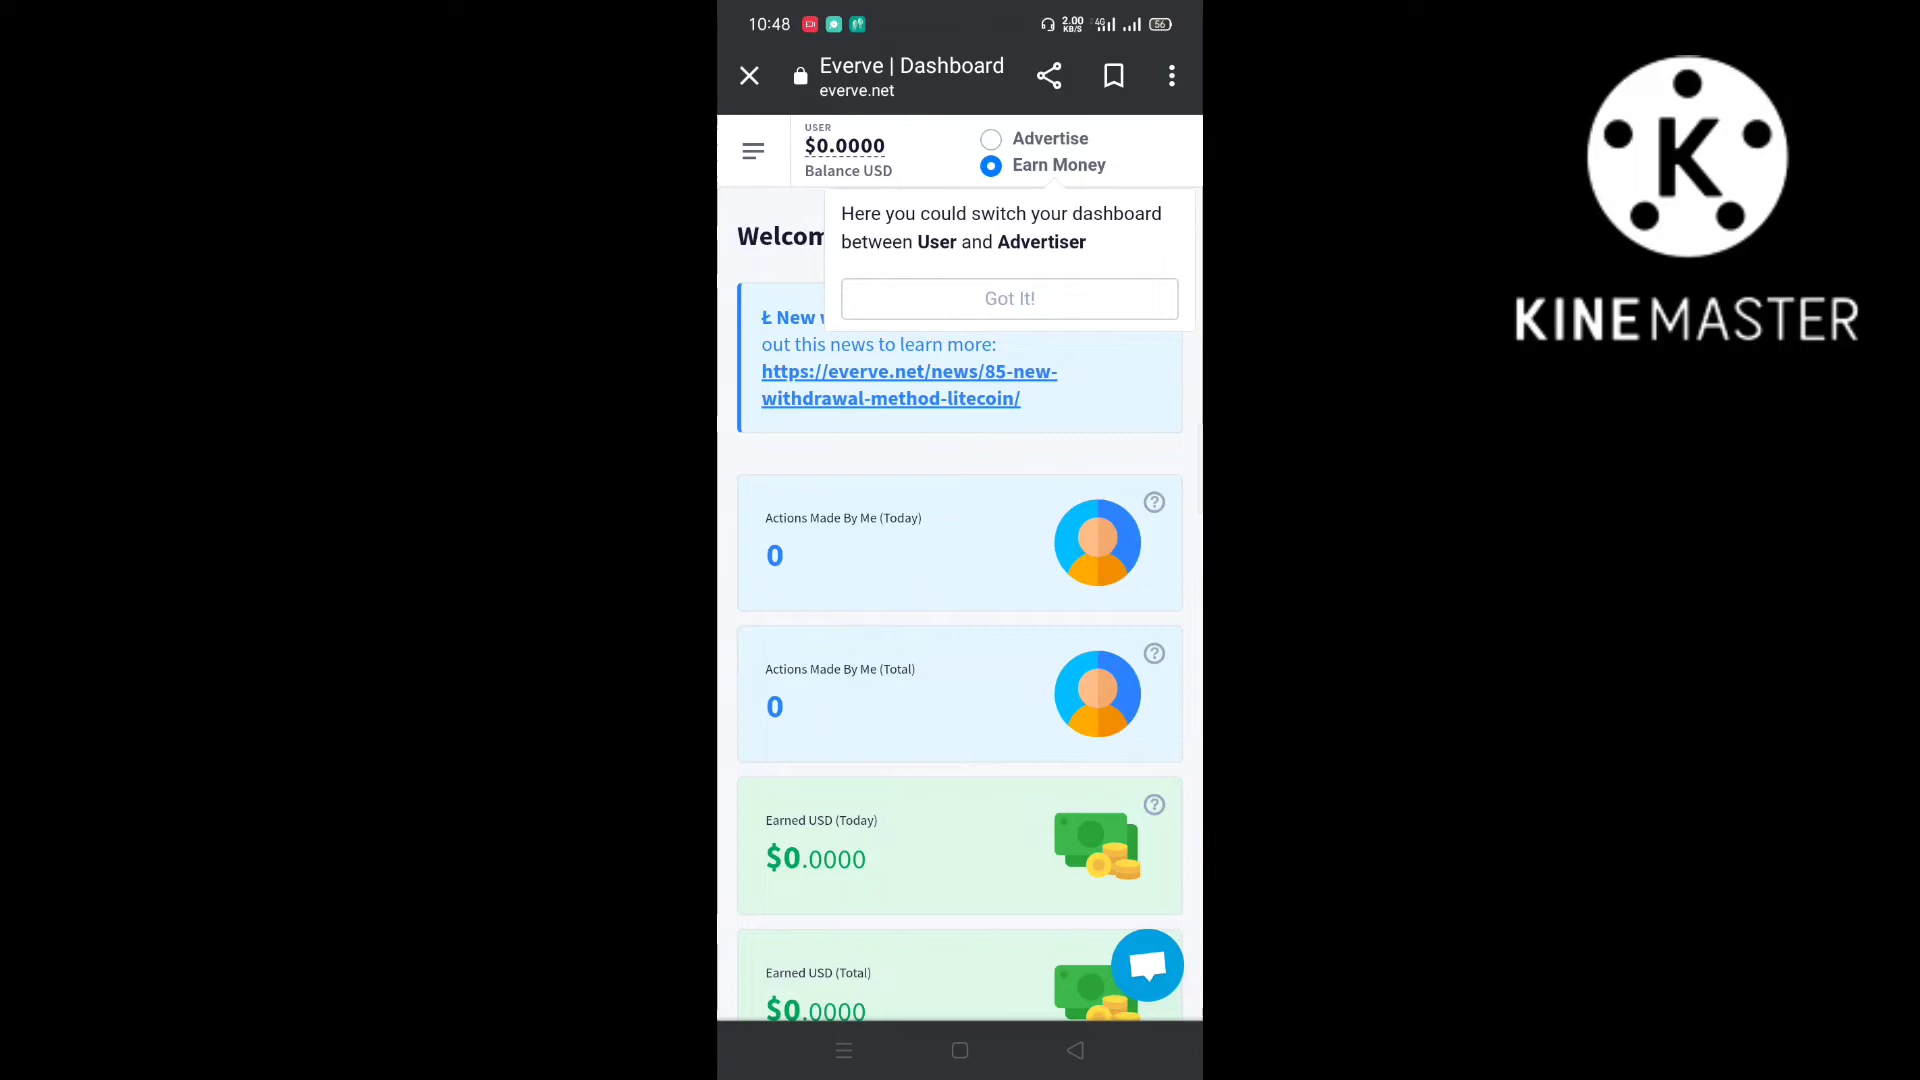 10:48
2.00
KB/S
4G
56
Everve | Dashboard
everve.net
USER
$0.0000
Balance USD
Advertise
Earn Money
Here you could switch your dashboard
between User and Advertiser
Got It!
Welcom
Ł New
out this news to learn more:
https://everve.net/news/85-new-
withdrawal-method-litecoin/
Actions Made By Me (Today)
0
Actions Made By Me (Total)
0
Earned USD (Today)
$0.0000
Earned USD (Total)
$0.0000
K
KINEMASTER